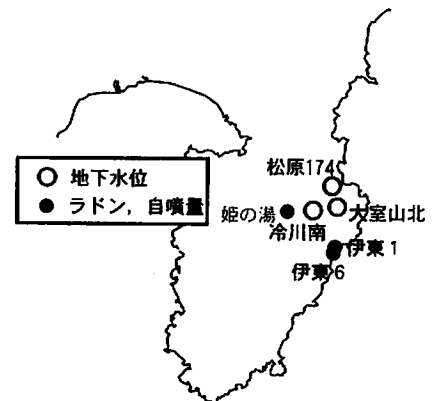 松原174
○ 地下水位
● ラドン，自噴量
姫の湯
大室山北
冷川南
伊東1
伊東6